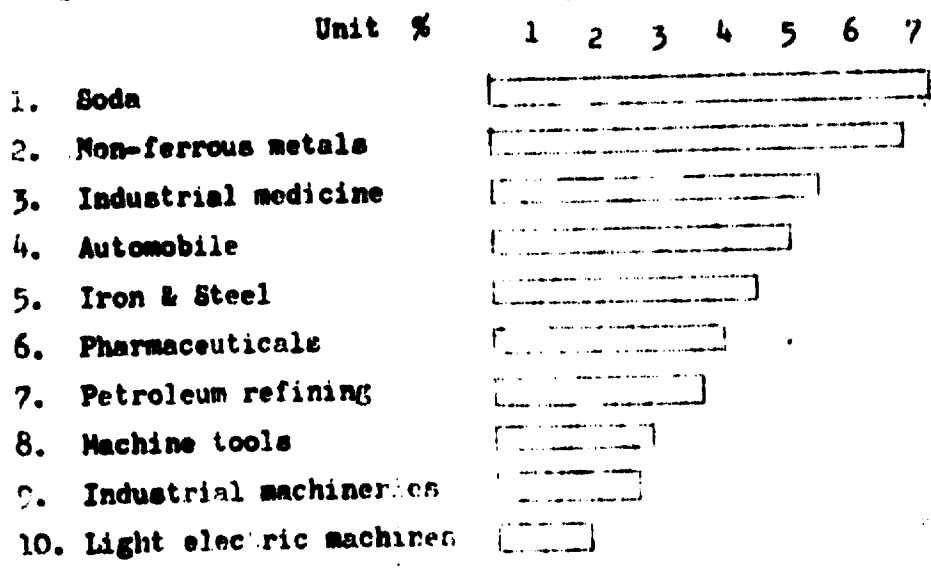 Unit % 1 2 3 4 5 6 7
1. Soda
2. Non-ferrous metals
3. Industrial medicine
4. Automobile
5. Iron & Steel
6. Pharmaceuticals
7. Petroleum refining
8. Machine tools
9. Industrial machineries
10. Light electric machines